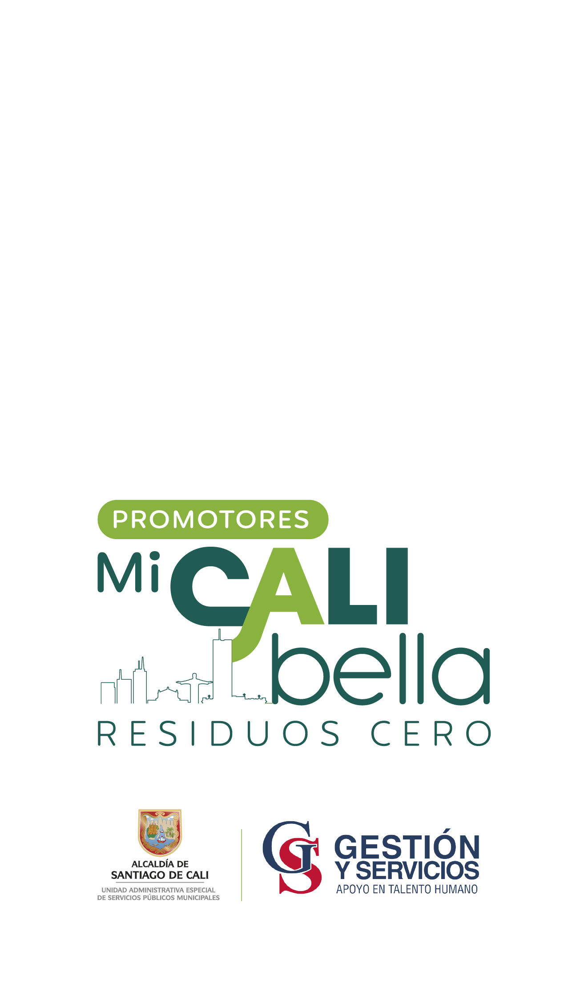 PROMOTORES
Mi CALI
bella
RESIDUOS CERO
ALCALDÍA DE
SANTIAGO DE CALI
UNIDAD ADMINISTRATIVA ESPECIAL
DE SERVICIOS PÚBLICOS MUNICIPALES
GS
GESTIÓN
Y SERVICIOS
APOYO EN TALENTO HUMANO